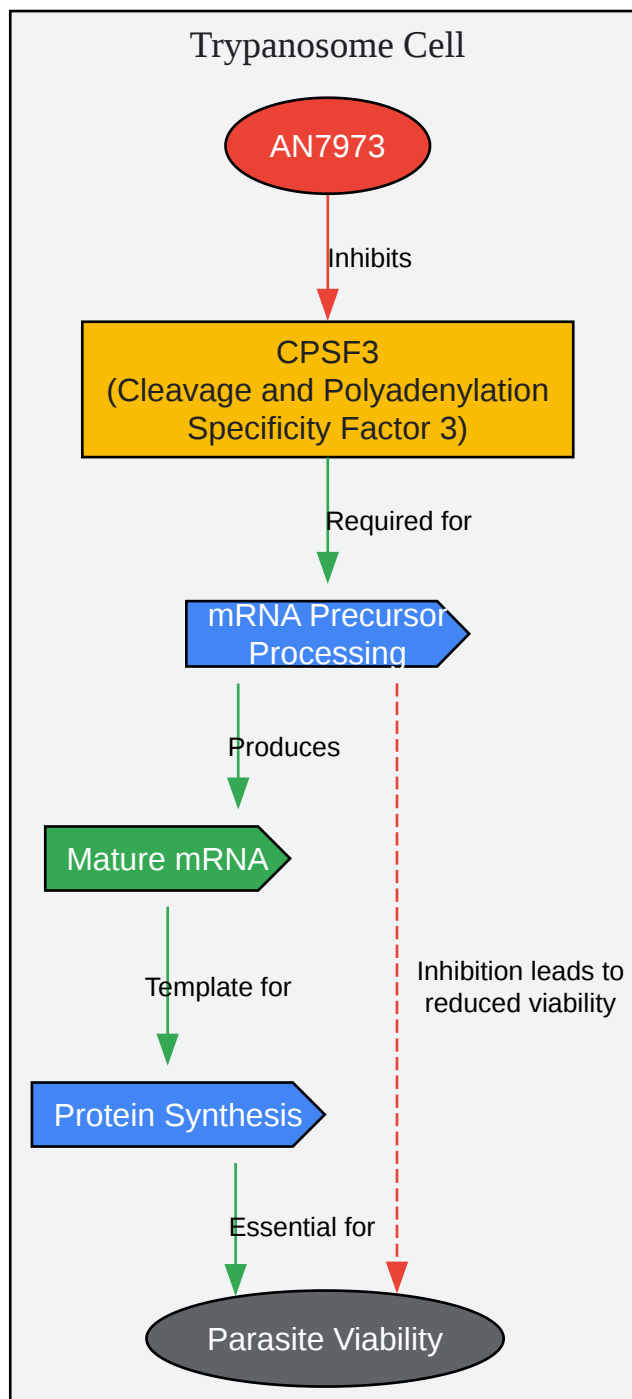 Trypanosome Cell
AN7973
Inhibits
CPSF3
(Cleavage and Polyadenylation
Specificity Factor 3)
Required for
mRNA Precursor
Processing
Produces
Mature mRNA
Template for
Inhibition leads to
reduced viability
Protein Synthesis
Essential for
Parasite Viability